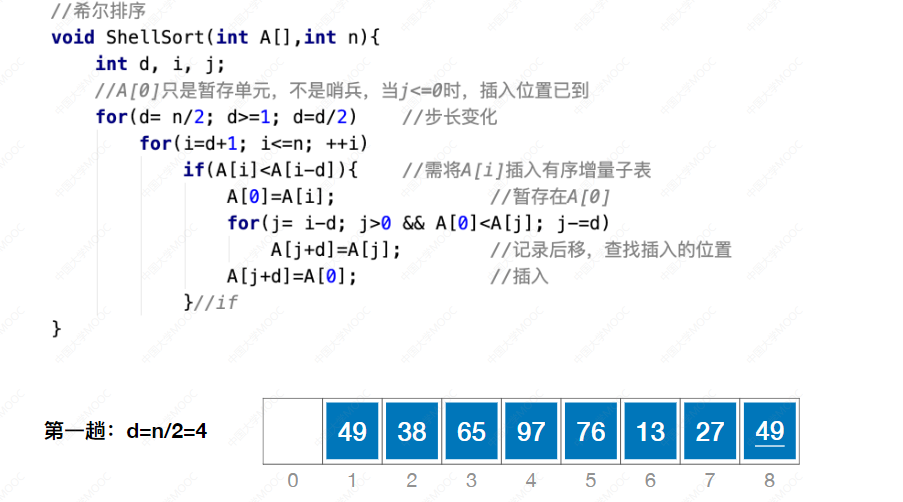 //希尔排序
void ShellSort(int A[],int n){
int d, i, j;
//A[0]只是暂存单元，不是哨兵，当j<=0时，插入位置已到
for(d= n/2; d>=1; d=d/2) //步长变化
for(i=d+1; i<=n; ++i)
if(A[i]<A[i-d]){ //需将A[i]插入有序增量子表
A[0]=A[i]; //暂存在A[0]
for(j= i-d; j>0 && A[0]<A[j]; j-=d)
A[j+d]=A[j]; //记录后移，查找插入的位置
A[j+d]=A[0]; //插入
}//if
}
第一趟：d=n/2=4
49 38 65 97 76 13 27 49
0 1 2 3 4 5 6 7 8